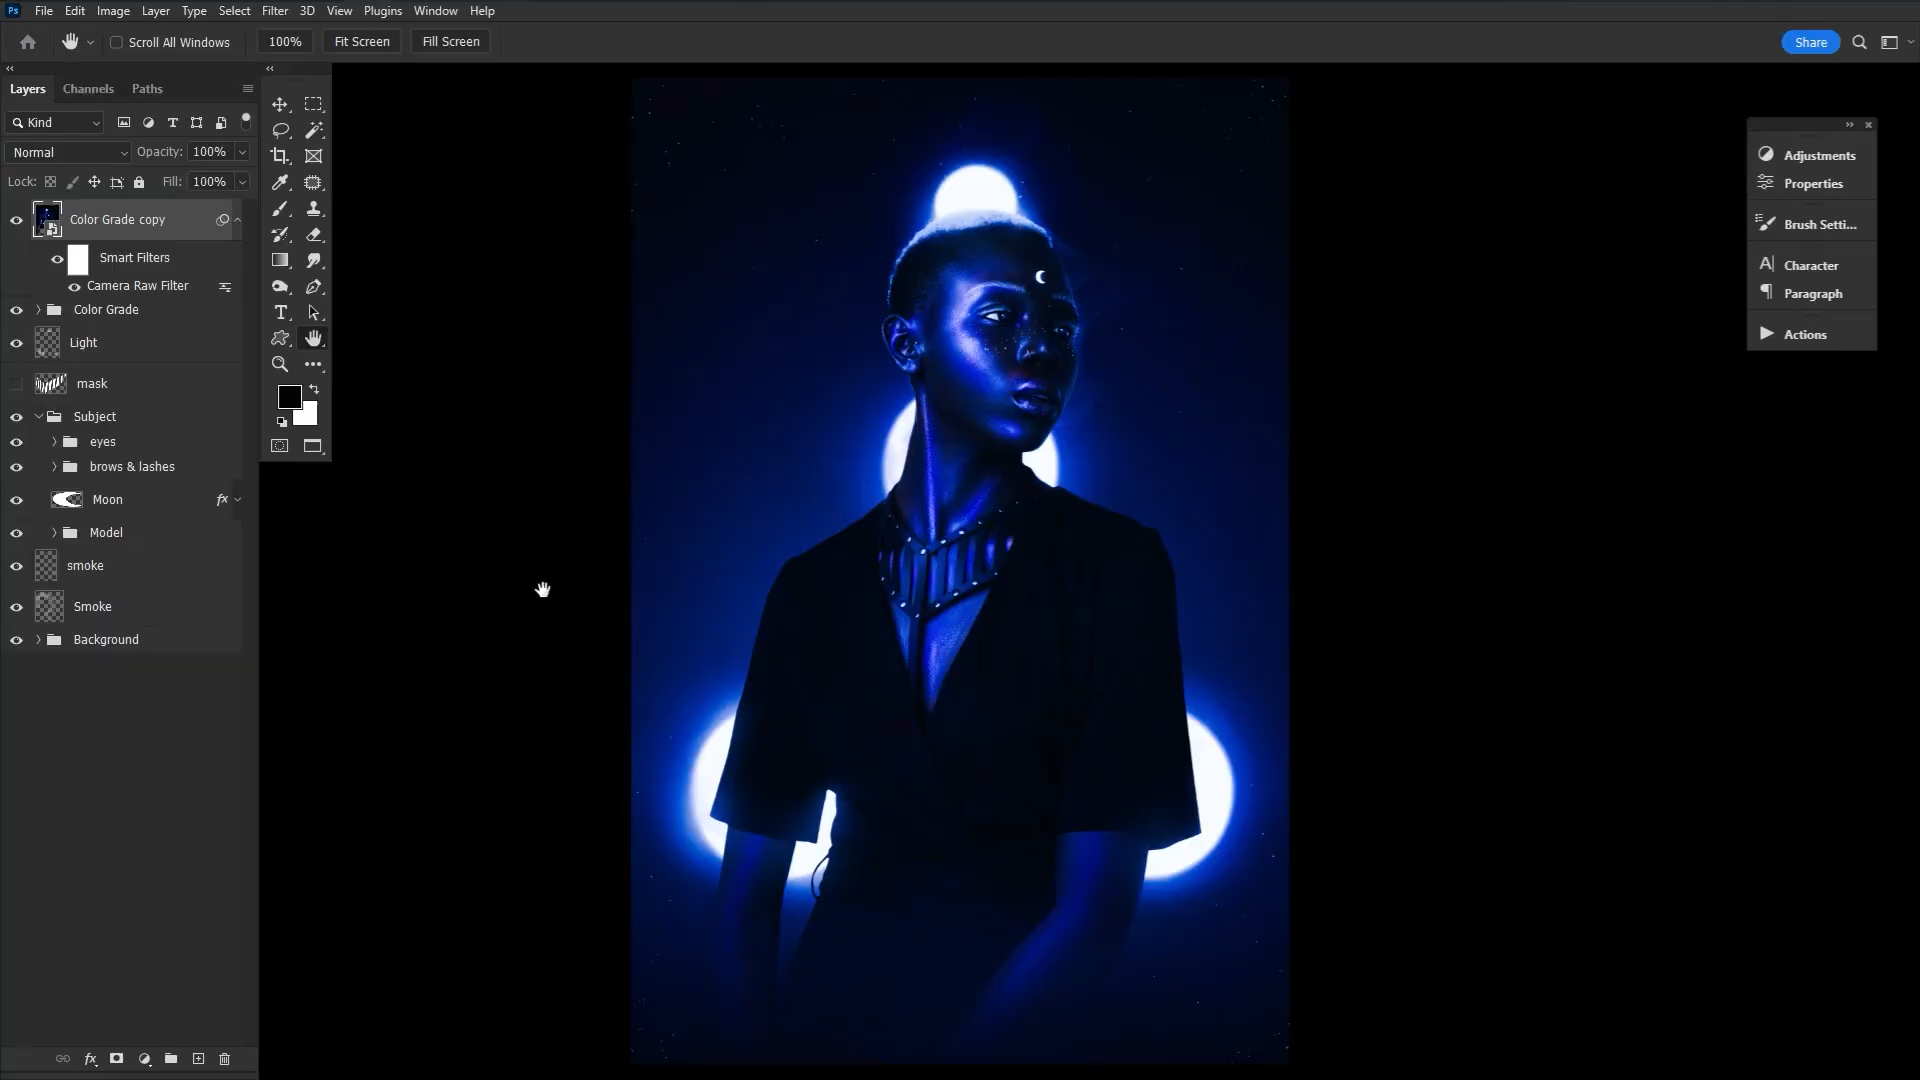 Ps File Edit Image Layer Type Select Filter 3D View Plugins Window Help
Scroll All Windows 100% Fit Screen Fill Screen Share
Layers Channels Paths
Kind
Normal Opacity: 100%
Lock: Fill: 100%
Color Grade copy
Smart Filters
Camera Raw Filter
Color Grade
Light
mask
Subject
eyes
brows & lashes
Moon fx
Model
smoke
Smoke
Background
fx
Adjustments
Properties
Brush Setti...
Character
Paragraph
Actions